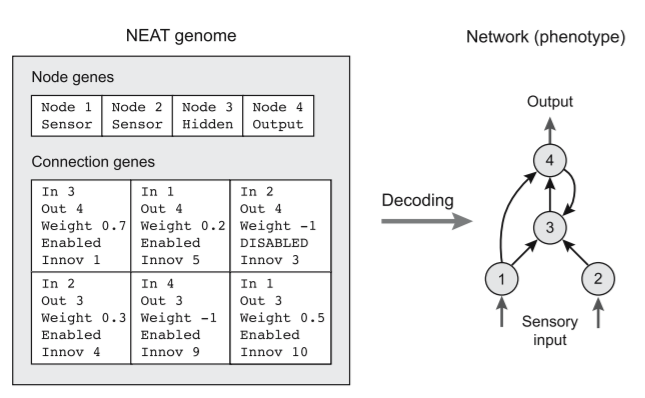 NEAT genome
Network (phenotype)
Node genes
Node 1 Node 2 Node 3 Node 4
Sensor Sensor Hidden Output
Connection genes
In 3
Out 4
Weight 0.7
Enabled
Innov 1
In 1
Out 4
Weight 0.2
Enabled
Innov 5
In 2
Out 4
Weight -1
DISABLED
Innov 3
In 2
Out 3
Weight 0.3
Enabled
Innov 4
In 4
Out 3
Weight -1
Enabled
Innov 9
In 1
Out 3
Weight 0.5
Enabled
Innov 10
Decoding
Output
4
3
1
2
Sensory
input